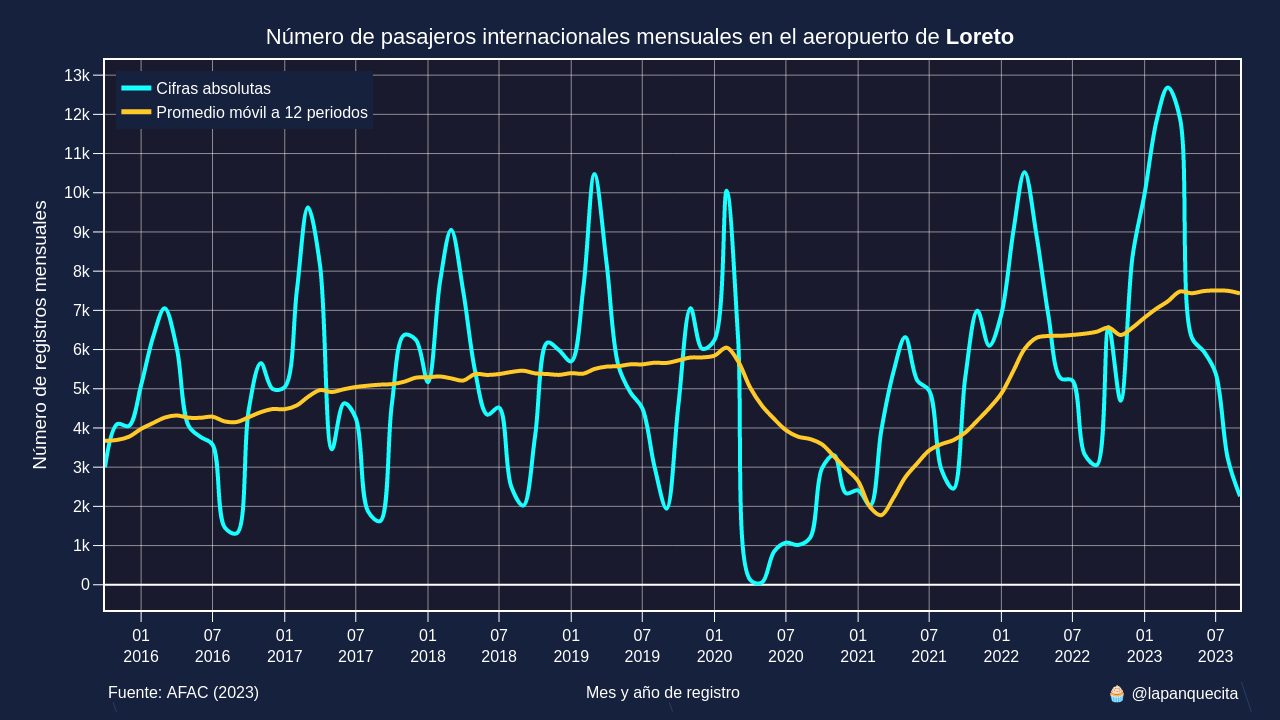 Número de pasajeros internacionales mensuales en el aeropuerto de Loreto
Cifras absolutas
Promedio móvil a 12 periodos
Número de registros mensuales
13k
12k
11k
10k
9k
8k
7k
6k
5k
4k
3k
2k
1k
0
01 07 01 07 01 07 01 07 01 07 01 07 01 07 01 07
2016 2016 2017 2017 2018 2018 2019 2019 2020 2020 2021 2021 2022 2022 2023 2023
Fuente: AFAC (2023) Mes y año de registro 🧁 @lapanquecita